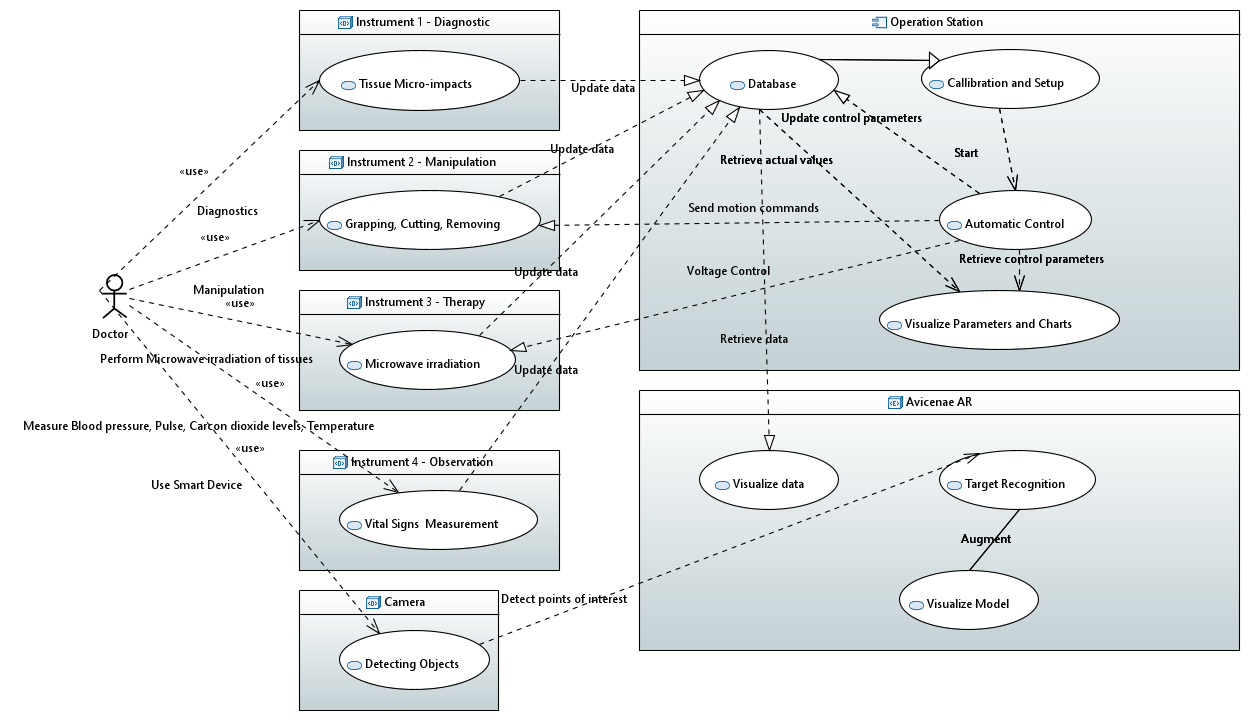 Instrument 1 - Diagnostic
Operation Station
Tissue Micro-impacts
Update data
Database
Callibration and Setup
Update control parameters
Instrument 2 - Manipulation
Update data
Start
Retrieve actual values
«use»
Diagnostics
Grapping, Cutting, Removing
Send motion commands
Automatic Control
«use»
Retrieve control parameters
Update data
Voltage Control
Manipulation
«use»
Instrument 3 - Therapy
Visualize Parameters and Charts
Doctor
Retrieve data
Perform Microwave irradiation of tissues
Microwave irradiation
Update data
«use»
Avicenae AR
Measure Blood pressure, Pulse, Carcon dioxide levels, Temperature
«use»
Instrument 4 - Observation
Use Smart Device
Visualize data
Target Recognition
Vital Signs Measurement
Augment
Camera
Detect points of interest
Visualize Model
Detecting Objects